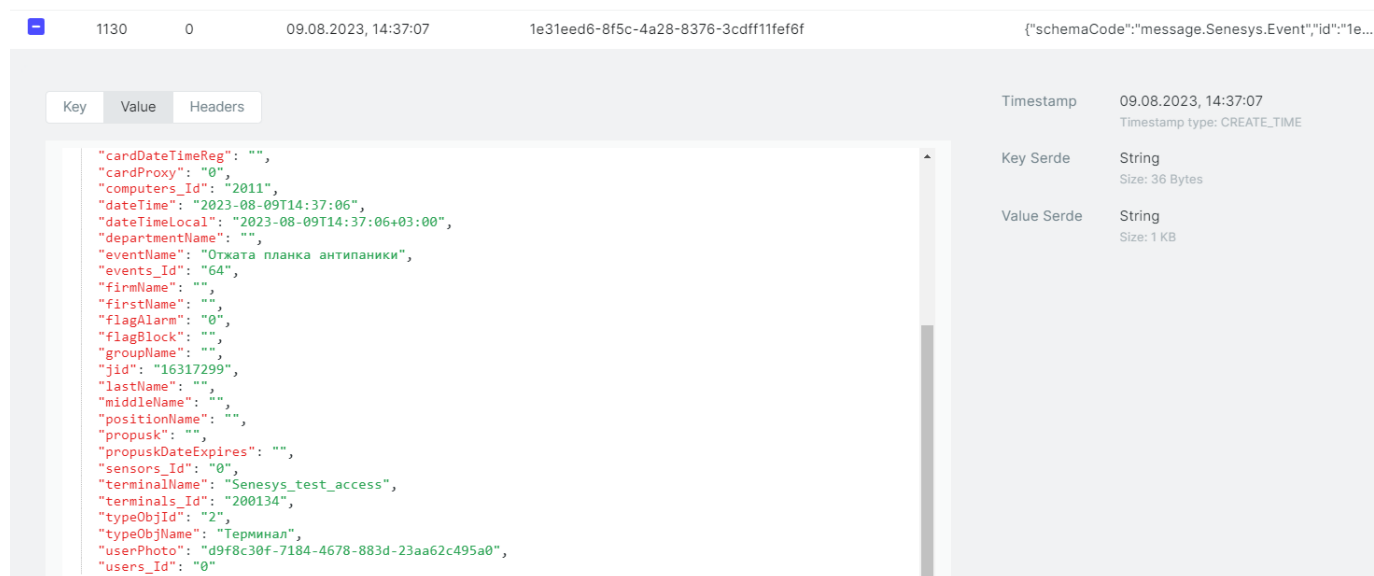 1130 0 09.08.2023, 14:37:07 1e31eed6-8f5c-4a28-8376-3cdff11fef6f {"schemaCode":"message.Senesys.Event","id":"1e...
Key Value Headers
Timestamp 09.08.2023, 14:37:07
Timestamp type: CREATE_TIME
Key Serde String
Size: 36 Bytes
Value Serde String
Size: 1 KB
"cardDateTimeReg": "",
"cardProxy": "0",
"computers_Id": "2011",
"dateTime": "2023-08-09T14:37:06",
"dateTimeLocal": "2023-08-09T14:37:06+03:00",
"departmentName": "",
"eventName": "Отжата планка антипаники",
"events_Id": "64",
"firmName": "",
"firstName": "",
"flagAlarm": "0",
"flagBlock": "",
"groupName": "",
"jid": "16317299",
"lastName": "",
"middleName": "",
"positionName": "",
"propusk": "",
"propuskDateExpires": "",
"sensors_Id": "0",
"terminalName": "Senesys_test_access",
"terminals_Id": "200134",
"typeObjId": "2",
"typeObjName": "Терминал",
"userPhoto": "d9f8c30f-7184-4678-883d-23aa62c495a0",
"users_Id": "0"